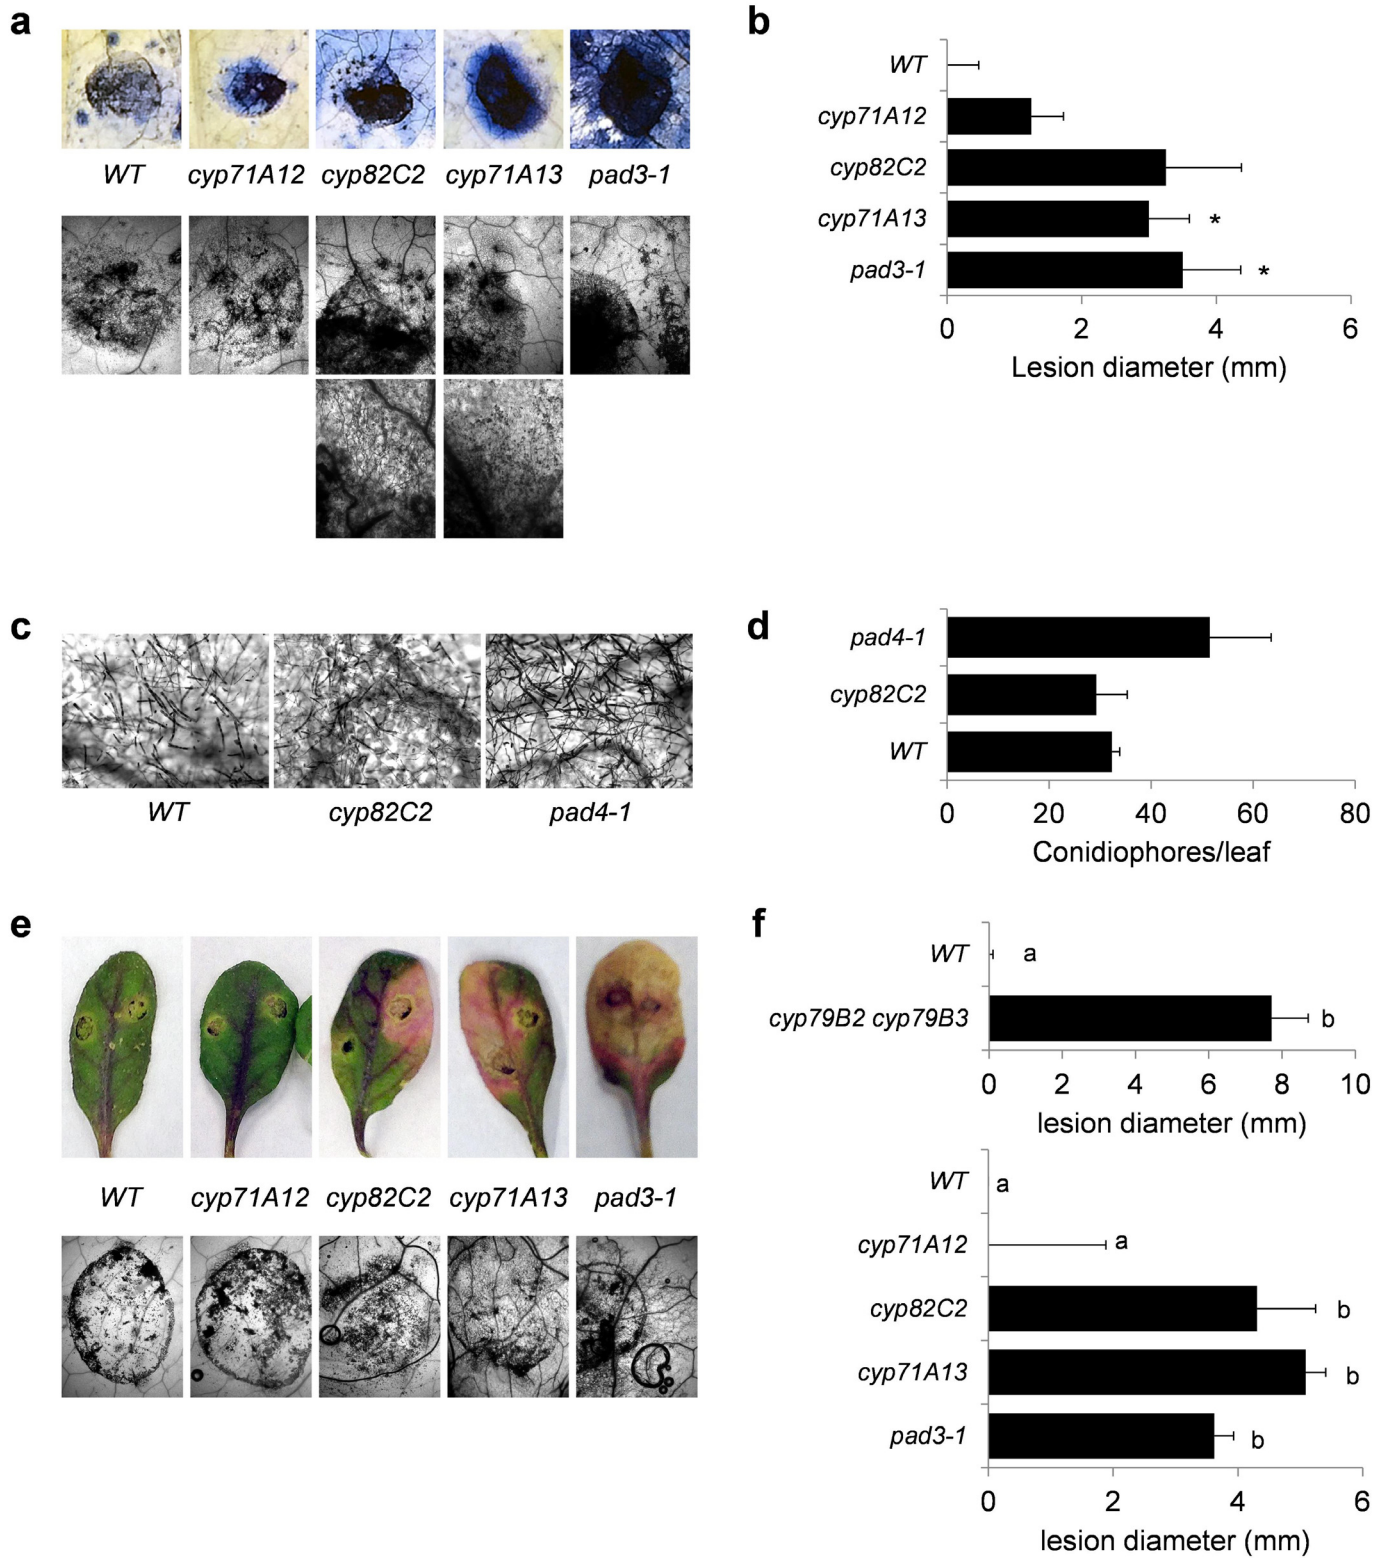 a
WT cyp71A12 cyp82C2 cyp71A13 pad3-1
b
WT
cyp71A12
cyp82C2
cyp71A13 *
pad3-1 *
0 2 4 6
Lesion diameter (mm)
c
WT cyp82C2 pad4-1
d
pad4-1
cyp82C2
WT
0 20 40 60 80
Conidiophores/leaf
e
WT cyp71A12 cyp82C2 cyp71A13 pad3-1
f
WT a
cyp79B2 cyp79B3 b
0 2 4 6 8 10
lesion diameter (mm)
WT a
cyp71A12 a
cyp82C2 b
cyp71A13 b
pad3-1 b
0 2 4 6
lesion diameter (mm)